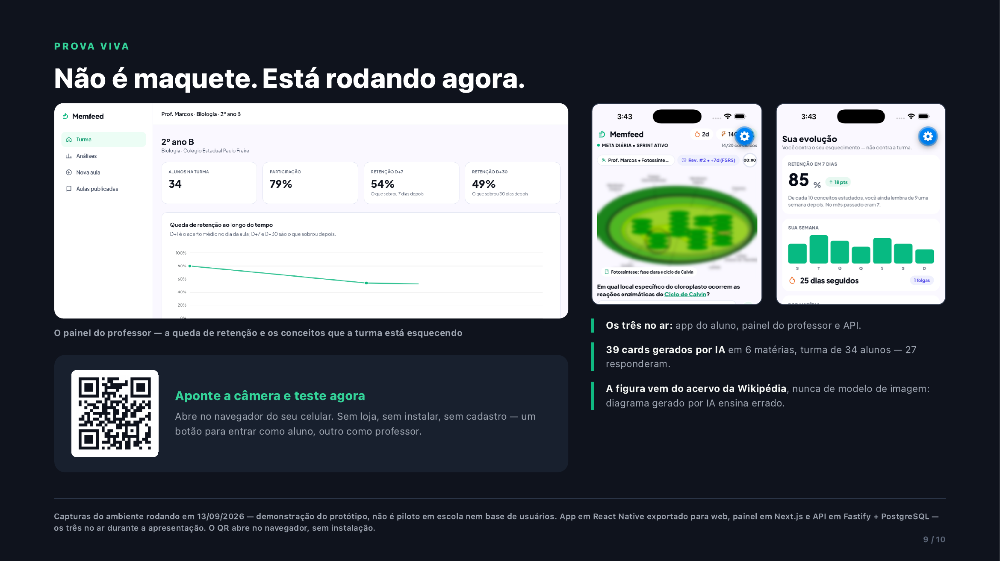 PROVA VIVA
Não é maquete. Está rodando agora.
Memfeed
Turma
Análises
Nova aula
Aulas publicadas
Prof. Marcos · Biologia · 2º ano B
2º ano B
Biologia · Colégio Estadual Paulo Freire
ALUNOS NA TURMA
34
PARTICIPAÇÃO
79%
RETENÇÃO D+7
54%
O que sobrou 7 dias depois
RETENÇÃO D+30
49%
O que sobrou 30 dias depois
Queda de retenção ao longo do tempo
D+1 é o acerto médio no dia da aula; D+7 e D+30 são o que sobrou depois.
100%
80%
60%
40%
20%
0%
O painel do professor — a queda de retenção e os conceitos que a turma está esquecendo
Aponte a câmera e teste agora
Abre no navegador do seu celular. Sem loja, sem instalar, sem cadastro — um
botão para entrar como aluno, outro como professor.
3:43
Memfeed
2d
META DIÁRIA • SPRINT ATIVO
14/20 concluídos
Prof. Marcos • Fotossínte...
Rev. #2 • +7d (FSRS)
00:00
Fotossíntese: fase clara e ciclo de Calvin
Em qual local específico do cloroplasto ocorrem as
reações enzimáticas do Ciclo de Calvin?
3:43
Sua evolução
Você contra o seu esquecimento — não contra a turma.
RETENÇÃO EM 7 DIAS
85 %
↑ 18 pts
De cada 10 conceitos estudados, você ainda lembra de 9 uma
semana depois. No mês passado eram 7.
SUA SEMANA
S T Q Q S S D
25 dias seguidos
1 folgas
Os três no ar: app do aluno, painel do professor e API.
39 cards gerados por IA em 6 matérias, turma de 34 alunos — 27
responderam.
A figura vem do acervo da Wikipédia, nunca de modelo de imagem:
diagrama gerado por IA ensina errado.
Capturas do ambiente rodando em 13/09/2026 — demonstração do protótipo, não é piloto em escola nem base de usuários. App em React Native exportado para web, painel em Next.js e API em Fastify + PostgreSQL —
os três no ar durante a apresentação. O QR abre no navegador, sem instalação.
9 / 10